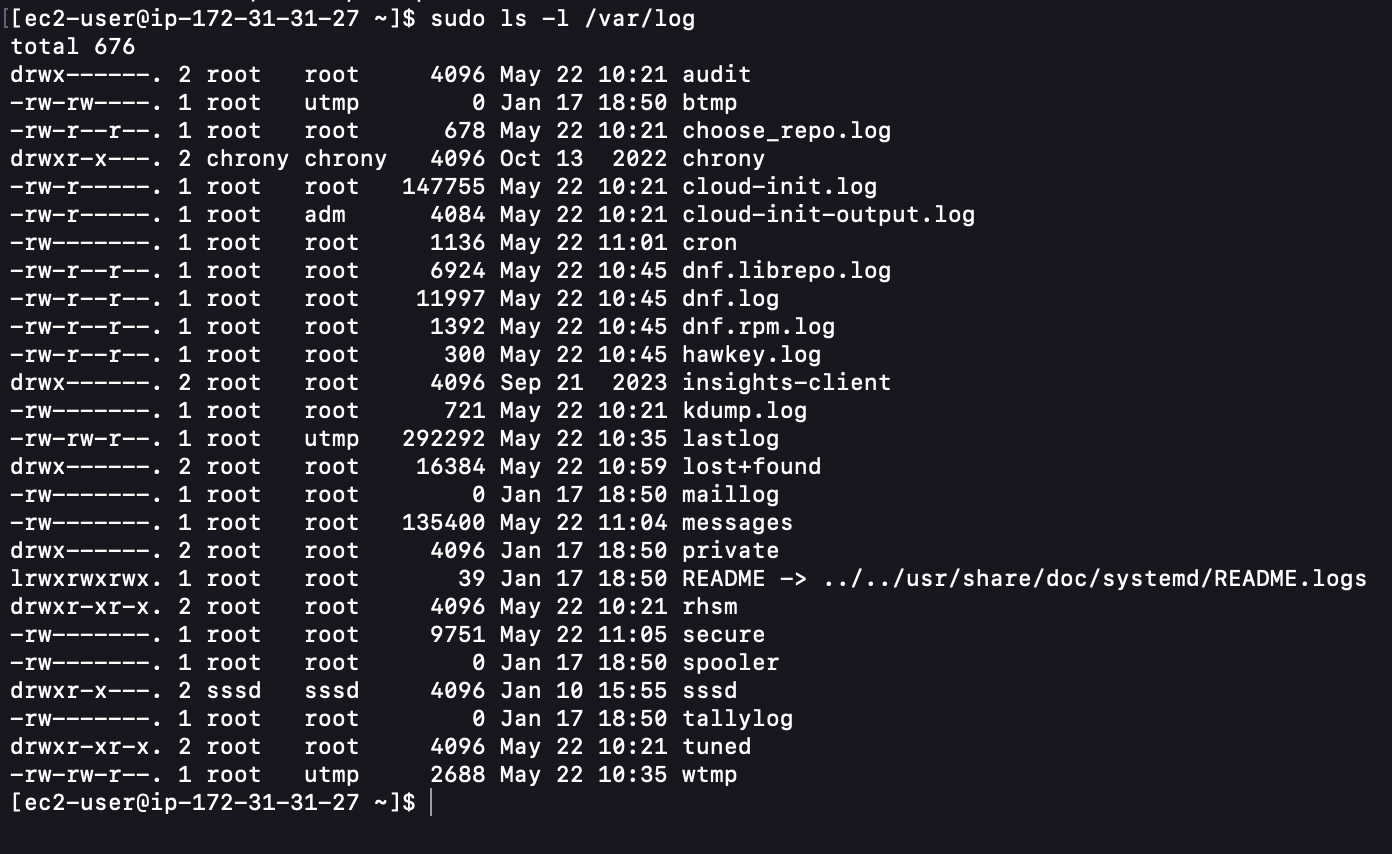 [[ec2-user@ip-172-31-31-27 ~]$ sudo ls -l /var/log
total 676
drwx------. 2 root   root     4096 May 22 10:21 audit
-rw-rw----. 1 root   utmp        0 Jan 17 18:50 btmp
-rw-r--r--. 1 root   root      678 May 22 10:21 choose_repo.log
drwxr-x---. 2 chrony chrony   4096 Oct 13  2022 chrony
-rw-r-----. 1 root   root   147755 May 22 10:21 cloud-init.log
-rw-r-----. 1 root   adm      4084 May 22 10:21 cloud-init-output.log
-rw-------. 1 root   root     1136 May 22 11:01 cron
-rw-r--r--. 1 root   root     6924 May 22 10:45 dnf.librepo.log
-rw-r--r--. 1 root   root    11997 May 22 10:45 dnf.log
-rw-r--r--. 1 root   root     1392 May 22 10:45 dnf.rpm.log
-rw-r--r--. 1 root   root      300 May 22 10:45 hawkey.log
drwx------. 2 root   root     4096 Sep 21  2023 insights-client
-rw-------. 1 root   root      721 May 22 10:21 kdump.log
-rw-rw-r--. 1 root   utmp   292292 May 22 10:35 lastlog
drwx------. 2 root   root    16384 May 22 10:59 lost+found
-rw-------. 1 root   root        0 Jan 17 18:50 maillog
-rw-------. 1 root   root   135400 May 22 11:04 messages
drwx------. 2 root   root     4096 Jan 17 18:50 private
lrwxrwxrwx. 1 root   root       39 Jan 17 18:50 README -> ../../usr/share/doc/systemd/README.logs
drwxr-xr-x. 2 root   root     4096 May 22 10:21 rhsm
-rw-------. 1 root   root     9751 May 22 11:05 secure
-rw-------. 1 root   root        0 Jan 17 18:50 spooler
drwxr-x---. 2 sssd   sssd     4096 Jan 10 15:55 sssd
-rw-------. 1 root   root        0 Jan 17 18:50 tallylog
drwxr-xr-x. 2 root   root     4096 May 22 10:21 tuned
-rw-rw-r--. 1 root   utmp     2688 May 22 10:35 wtmp
[ec2-user@ip-172-31-31-27 ~]$